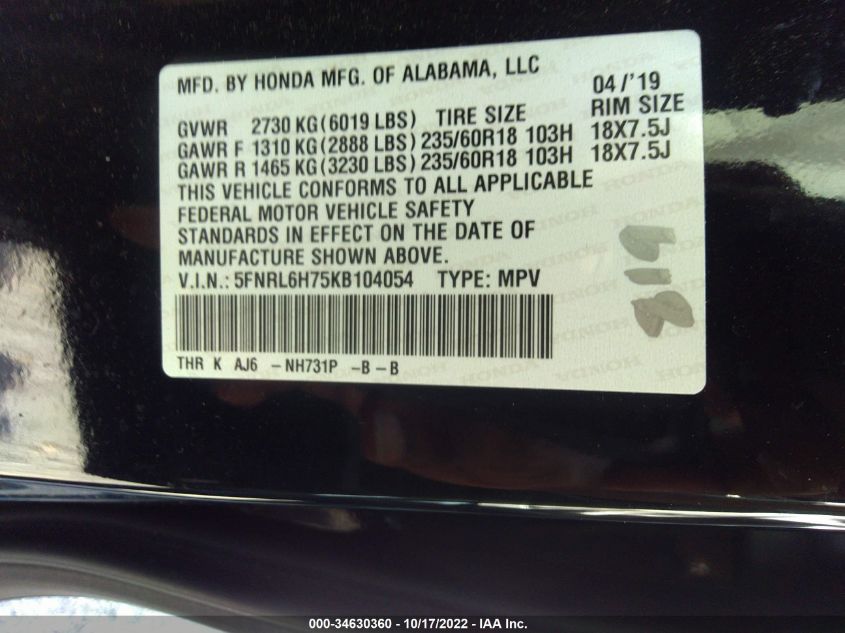 MFD. BY HONDA MFG. OF ALABAMA, LLC
04/'19
GVWR 2730 KG(6019 LBS) TIRE SIZE RIM SIZE
GAWR F 1310 KG(2888 LBS) 235/60R18 103H 18X7.5J
GAWR R 1465 KG(3230 LBS) 235/60R18 103H 18X7.5J
THIS VEHICLE CONFORMS TO ALL APPLICABLE
FEDERAL MOTOR VEHICLE SAFETY
STANDARDS IN EFFECT ON THE DATE OF
MANUFACTURE SHOWN ABOVE.
V.I.N.: 5FNRL6H75KB104054 TYPE: MPV
THR K AJ6 -NH731P -B-B
000-34630360 - 10/17/2022 - IAA Inc.